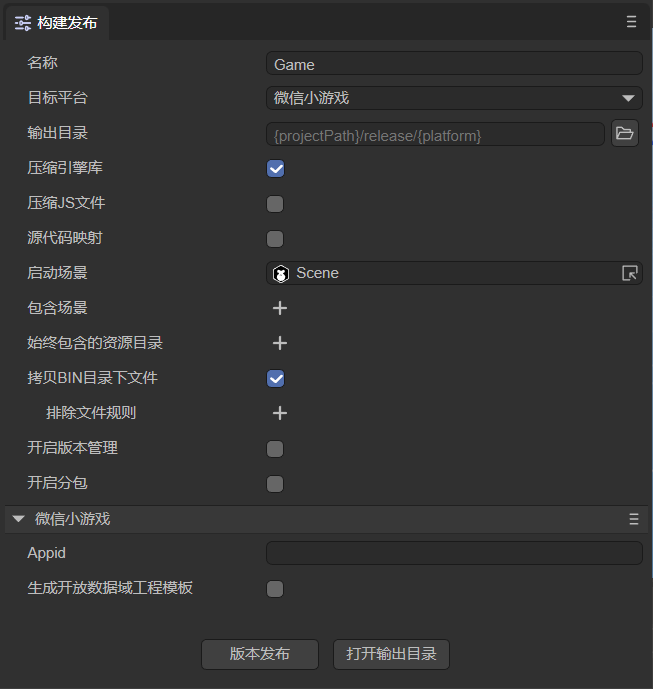 构建发布
名称 Game
目标平台 微信小游戏
输出目录 {projectPath}/release/{platform}
压缩引擎库
压缩JS文件
源代码映射
启动场景 Scene
包含场景
始终包含的资源目录
拷贝BIN目录下文件
排除文件规则
开启版本管理
开启分包
微信小游戏
Appid
生成开放数据域工程模板
版本发布 打开输出目录